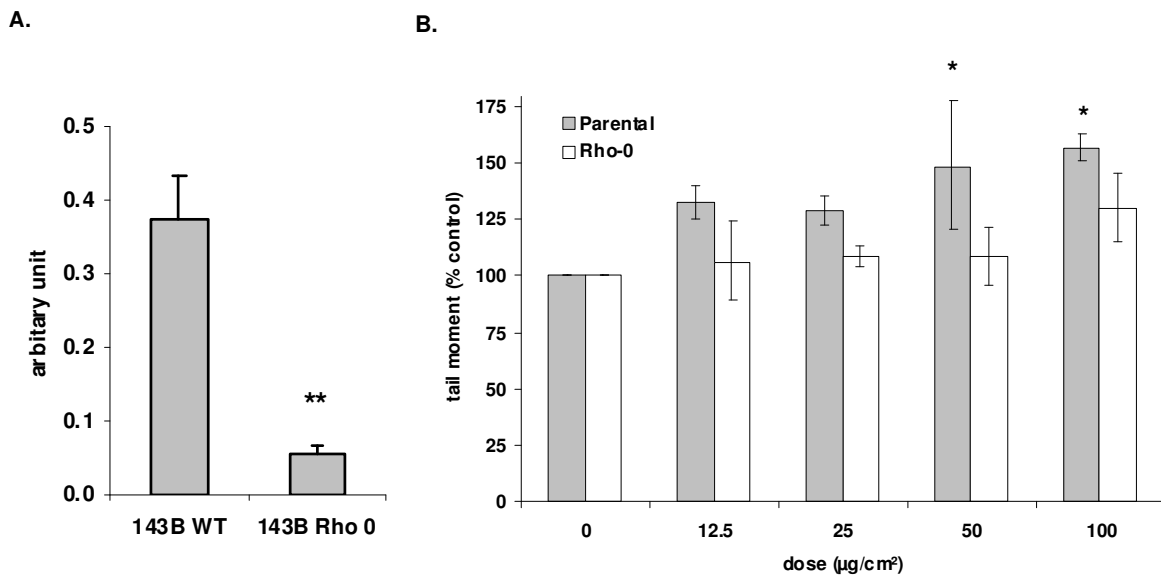 A.
0.5
0.4
0.3
0.2
0.1
0.0
arbitary unit
**
143B WT 143B Rho 0
B.
175
150
125
100
75
50
25
0
tail moment (% control)
Parental
Rho-0
*
*
0 12.5 25 50 100
dose (µg/cm²)